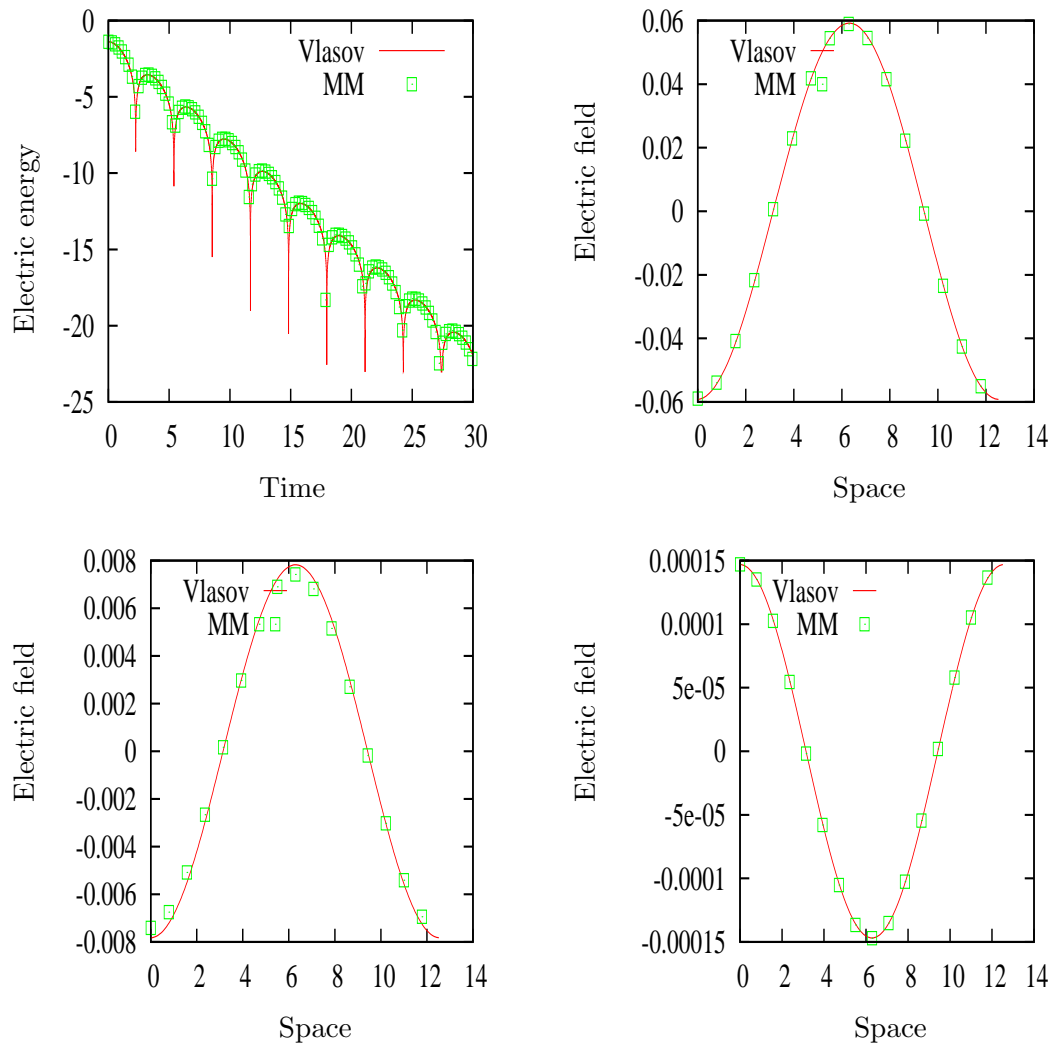 0
-5
-10
-15
-20
-25
0 5 10 15 20 25 30
Electric energy
Time
Vlasov
MM
0.06
0.04
0.02
0
-0.02
-0.04
-0.06
0 2 4 6 8 10 12 14
Electric field
Space
Vlasov
MM
0.008
0.006
0.004
0.002
0
-0.002
-0.004
-0.006
-0.008
0 2 4 6 8 10 12 14
Electric field
Space
Vlasov
MM
0.00015
0.0001
5e-05
0
-5e-05
-0.0001
-0.00015
0 2 4 6 8 10 12 14
Electric field
Space
Vlasov
MM